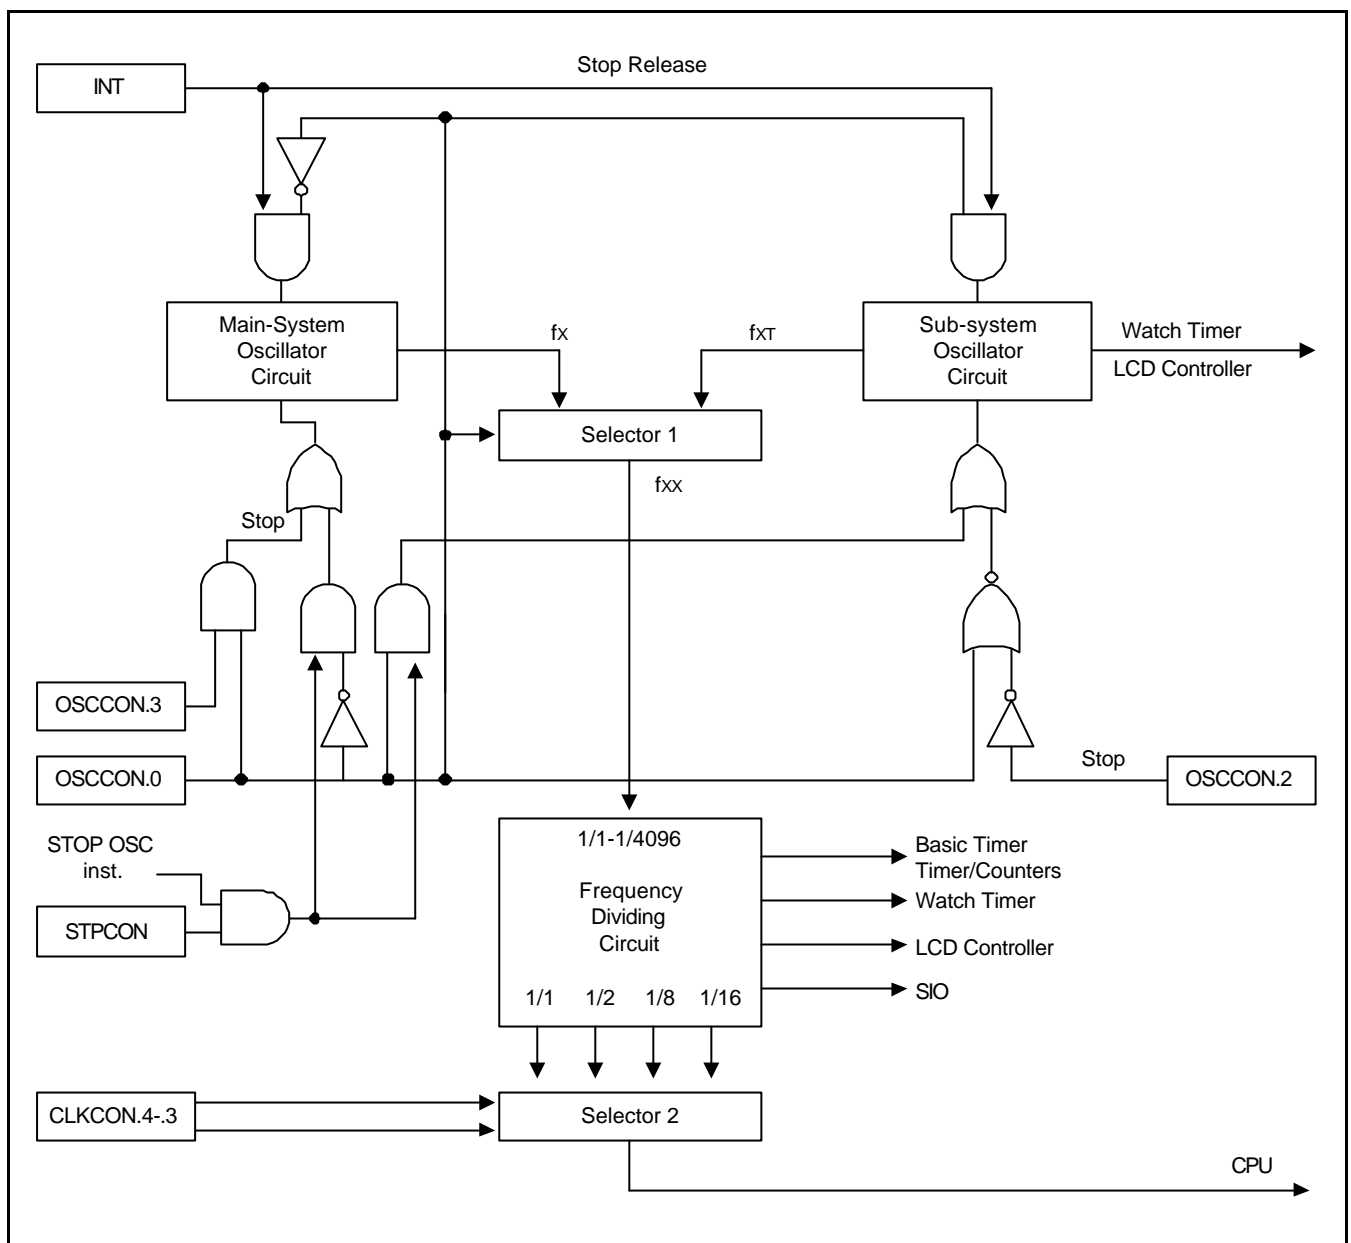 Stop Release
INT
Main-System
Oscillator
Circuit
fX
fXT
Sub-system
Oscillator
Circuit
Watch Timer
LCD Controller
Selector 1
fXX
Stop
OSCCON.3
OSCCON.0
Stop
OSCCON.2
STOP OSC
inst.
STPCON
1/1-1/4096
Frequency
Dividing
Circuit
1/1 1/2 1/8 1/16
Basic Timer
Timer/Counters
Watch Timer
LCD Controller
SIO
CLKCON.4-.3
Selector 2
CPU